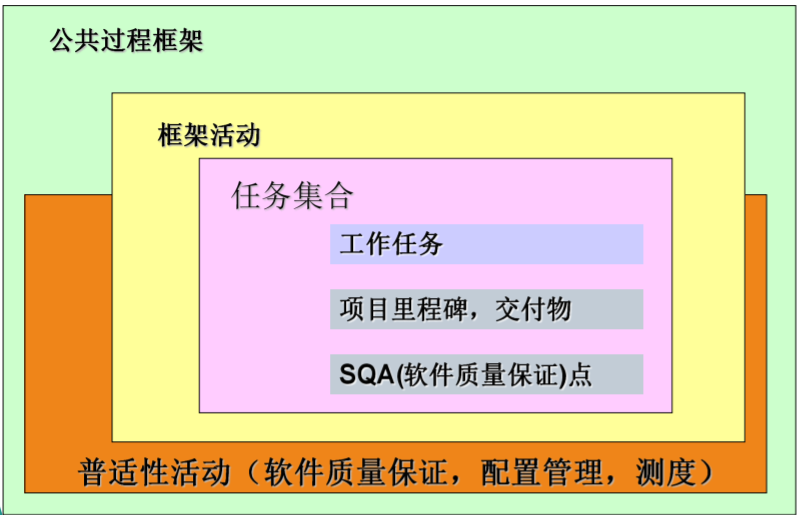 公共过程框架
框架活动
任务集合
工作任务
项目里程碑，交付物
SQA(软件质量保证)点
普适性活动（软件质量保证，配置管理，测度）